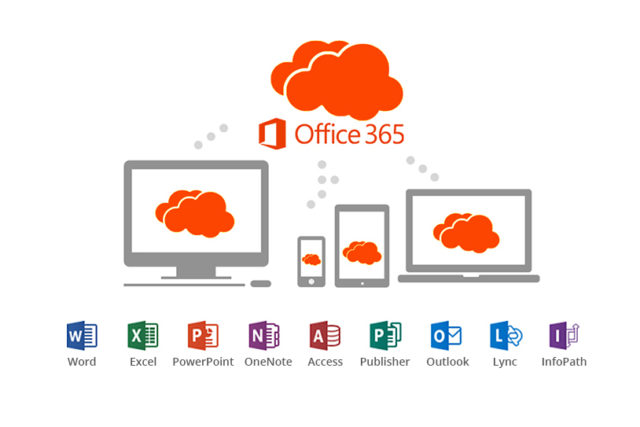 Office 365
W X P N A P O L I
Word Excel PowerPoint OneNote Access Publisher Outlook Lync InfoPath